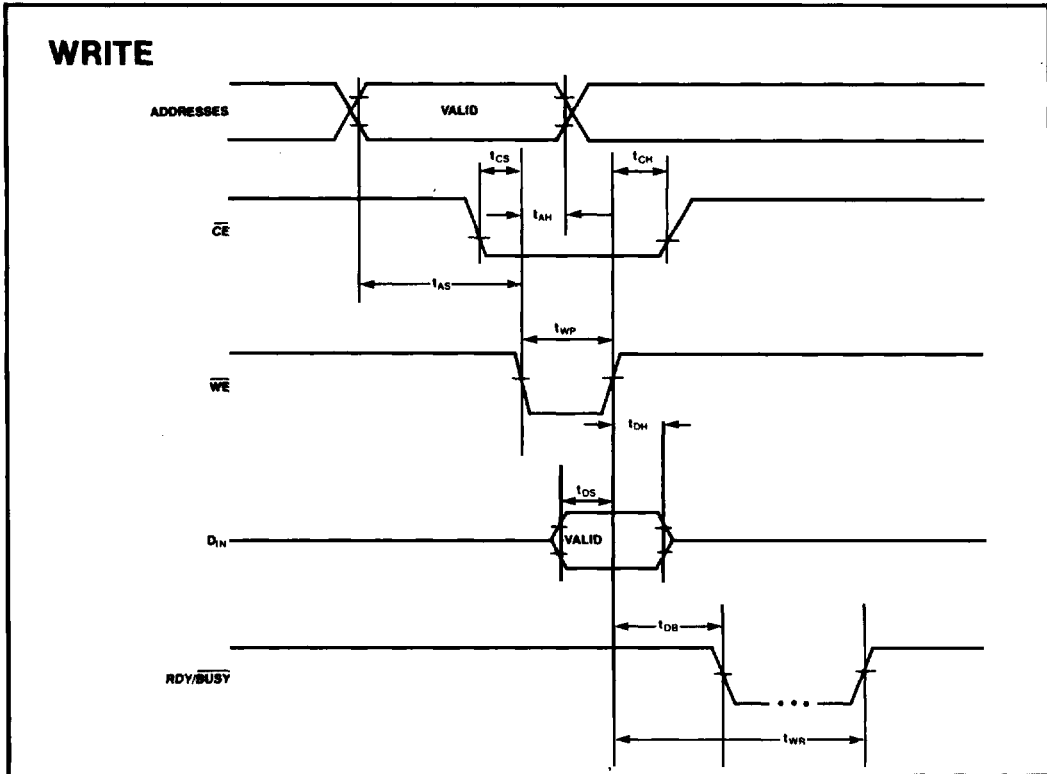 WRITE
ADDRESSES
VALID
tCS
tCH
tAH
CE
tAS
tWP
WE
tDH
tDS
DIN
VALID
tDB
RDY/BUSY
tWR